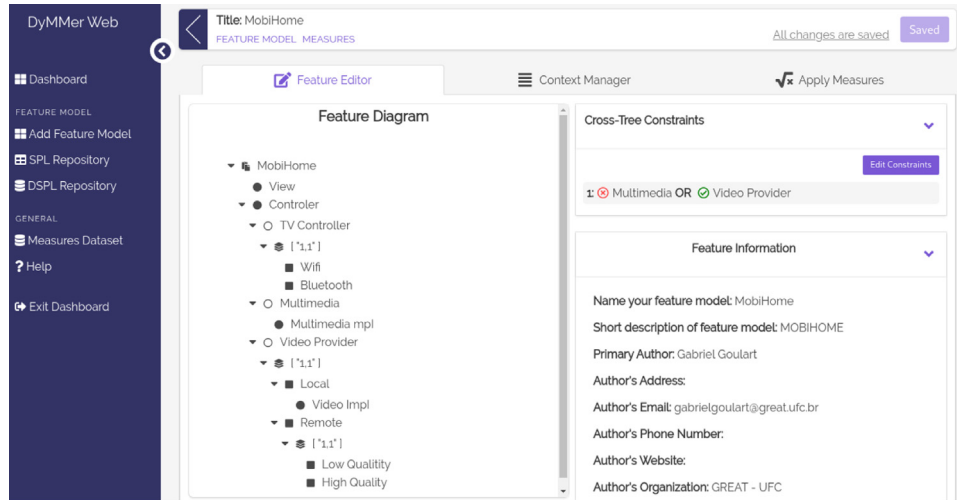 DyMMer Web
Dashboard
FEATURE MODEL
Add Feature Model
SPL Repository
DSPL Repository
GENERAL
Measures Dataset
? Help
Exit Dashboard
Title: MobiHome
FEATURE MODEL MEASURES
All changes are saved
Saved
Feature Editor
Context Manager
√x Apply Measures
Feature Diagram
MobiHome
View
Controler
TV Controller
[ "1,1" ]
Wifi
Bluetooth
Multimedia
Multimedia mpl
Video Provider
[ "1,1" ]
Local
Video Impl
Remote
[ "1,1" ]
Low Qualitity
High Quality
Cross-Tree Constraints
Edit Constraints
1: Multimedia OR Video Provider
Feature Information
Name your feature model: MobiHome
Short description of feature model: MOBIHOME
Primary Author: Gabriel Goulart
Author's Address:
Author's Email: gabrielgoulart@great.ufc.br
Author's Phone Number:
Author's Website:
Author's Organization: GREAT - UFC